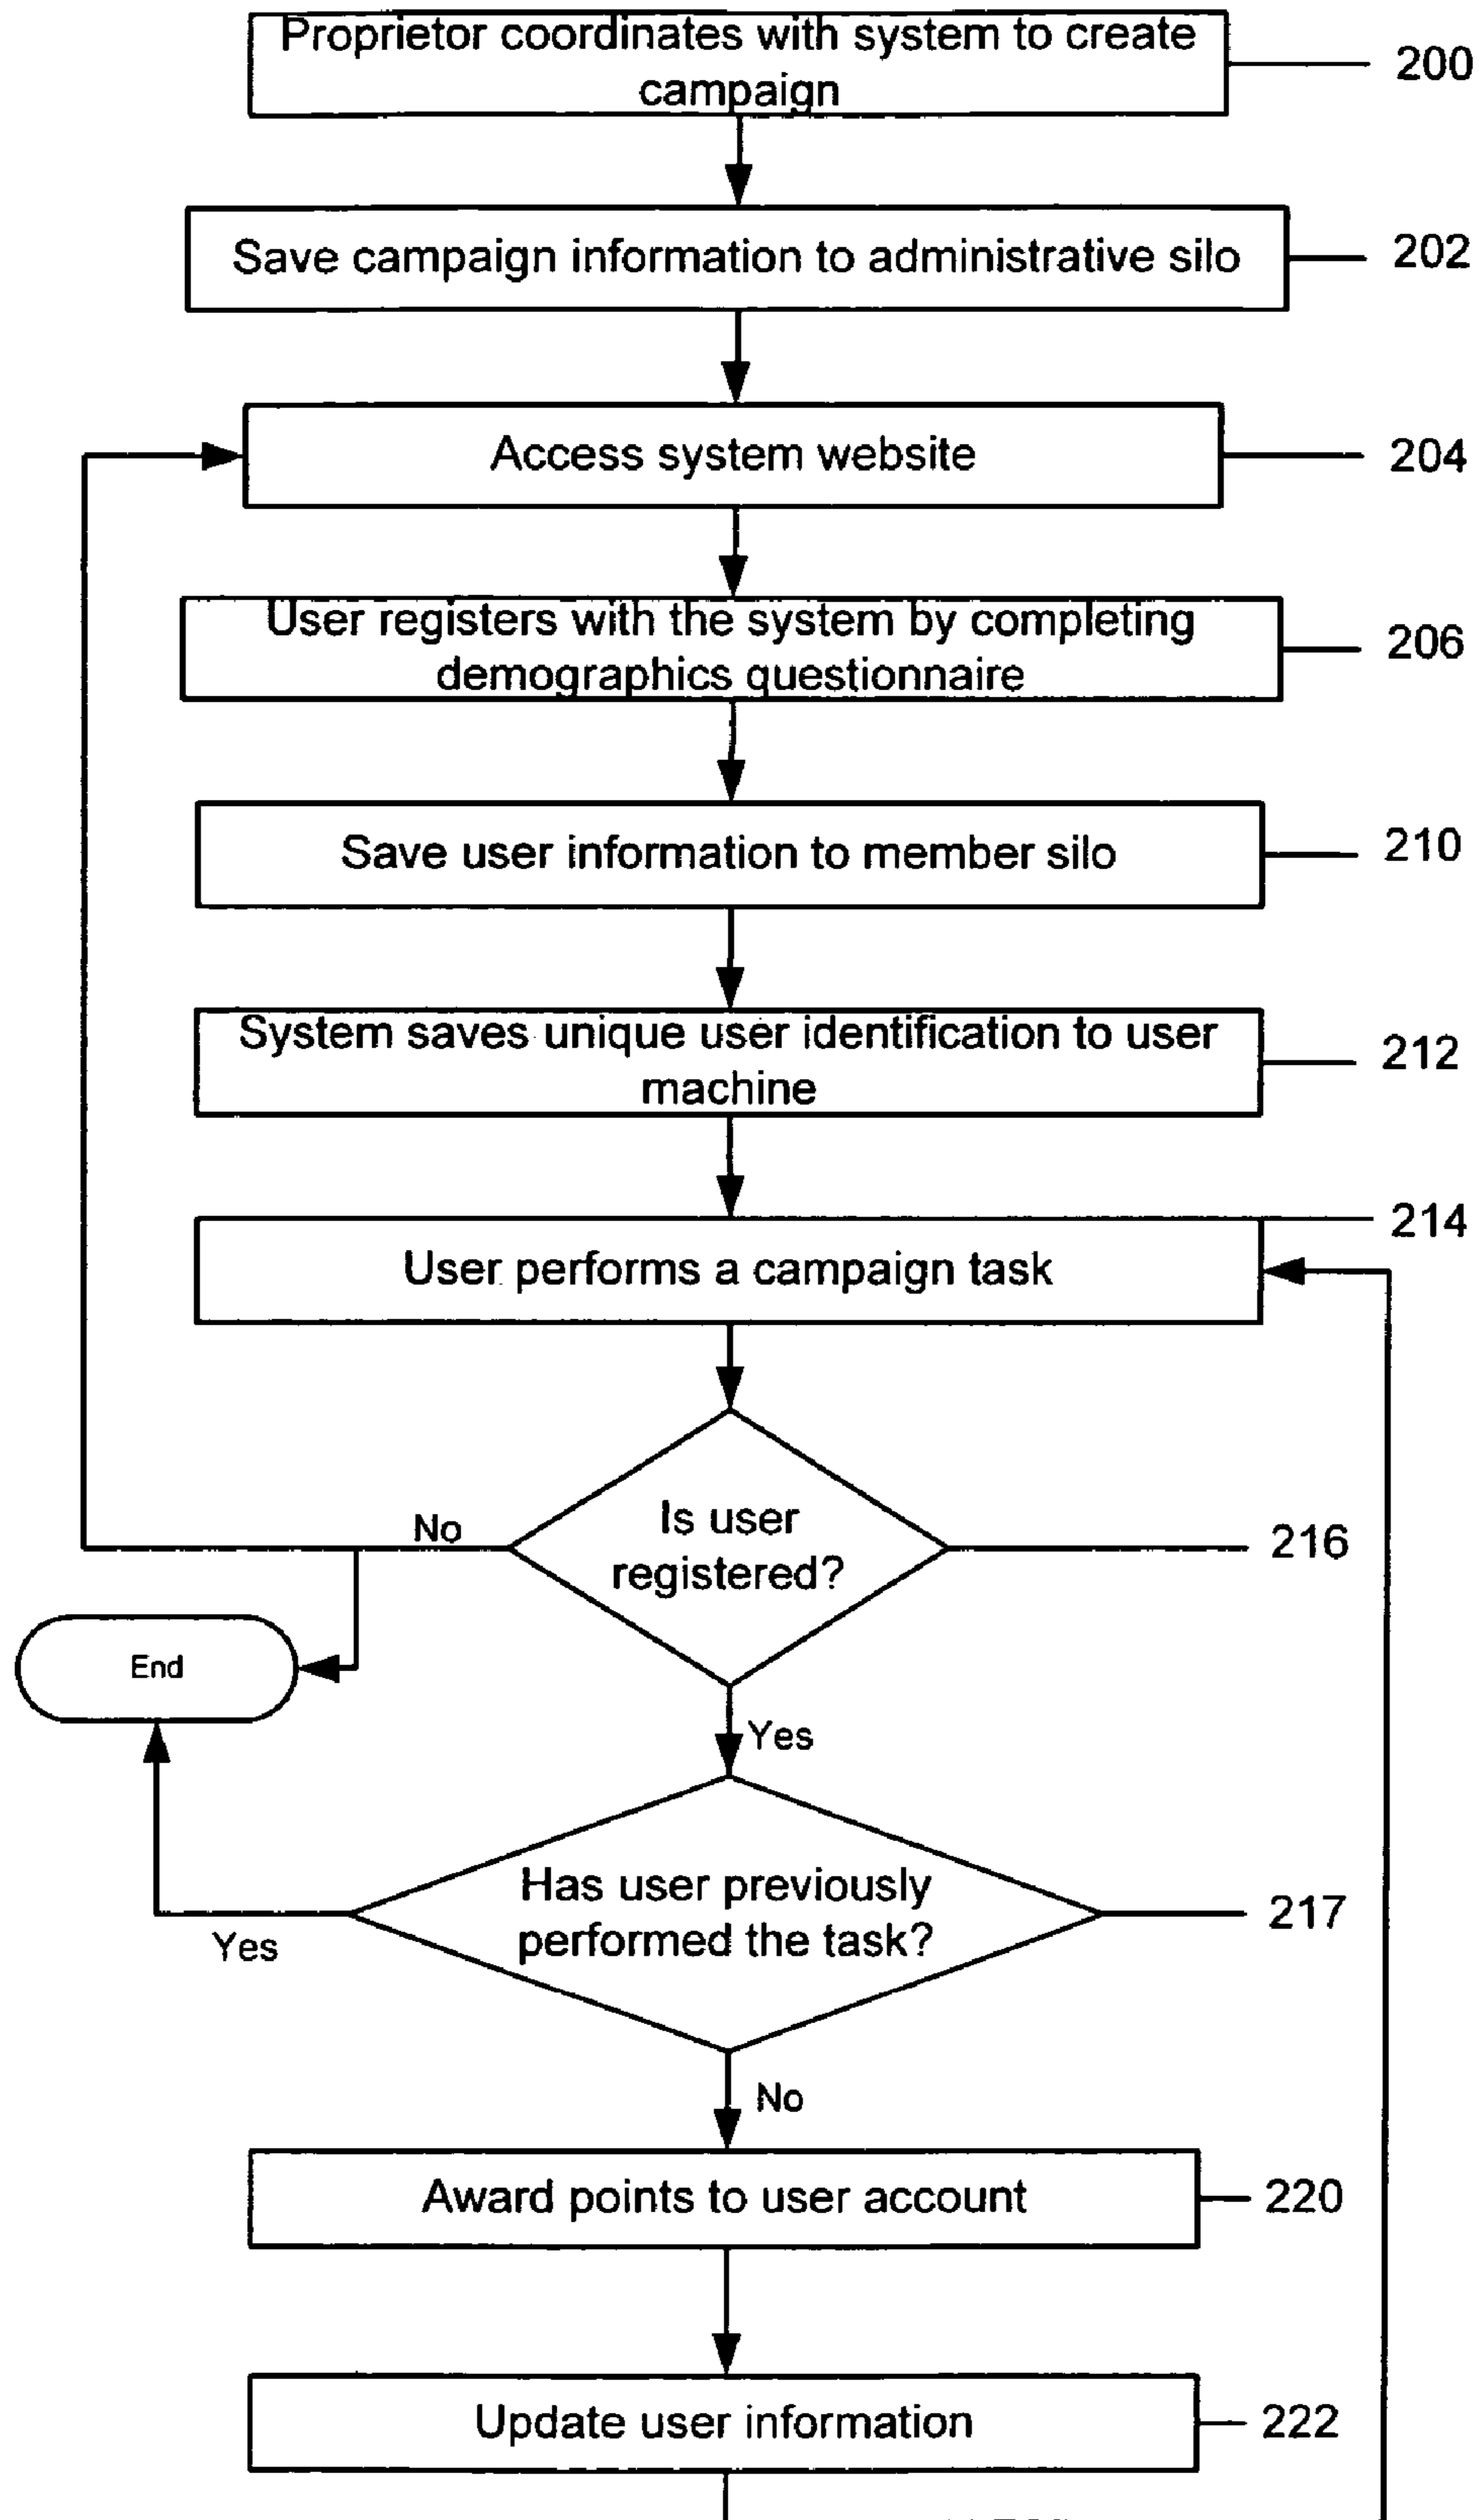 Proprietor coordinates with system to create
campaign
200
Save campaign information to administrative silo
202
Access system website
204
User registers with the system by completing
demographics questionnaire
206
Save user information to member silo
210
System saves unique user identification to user
machine
212
214
User performs a campaign task
Is user
registered?
No
216
End
Yes
Has user previously
performed the task?
217
Yes
No
Award points to user account
220
Update user information
222